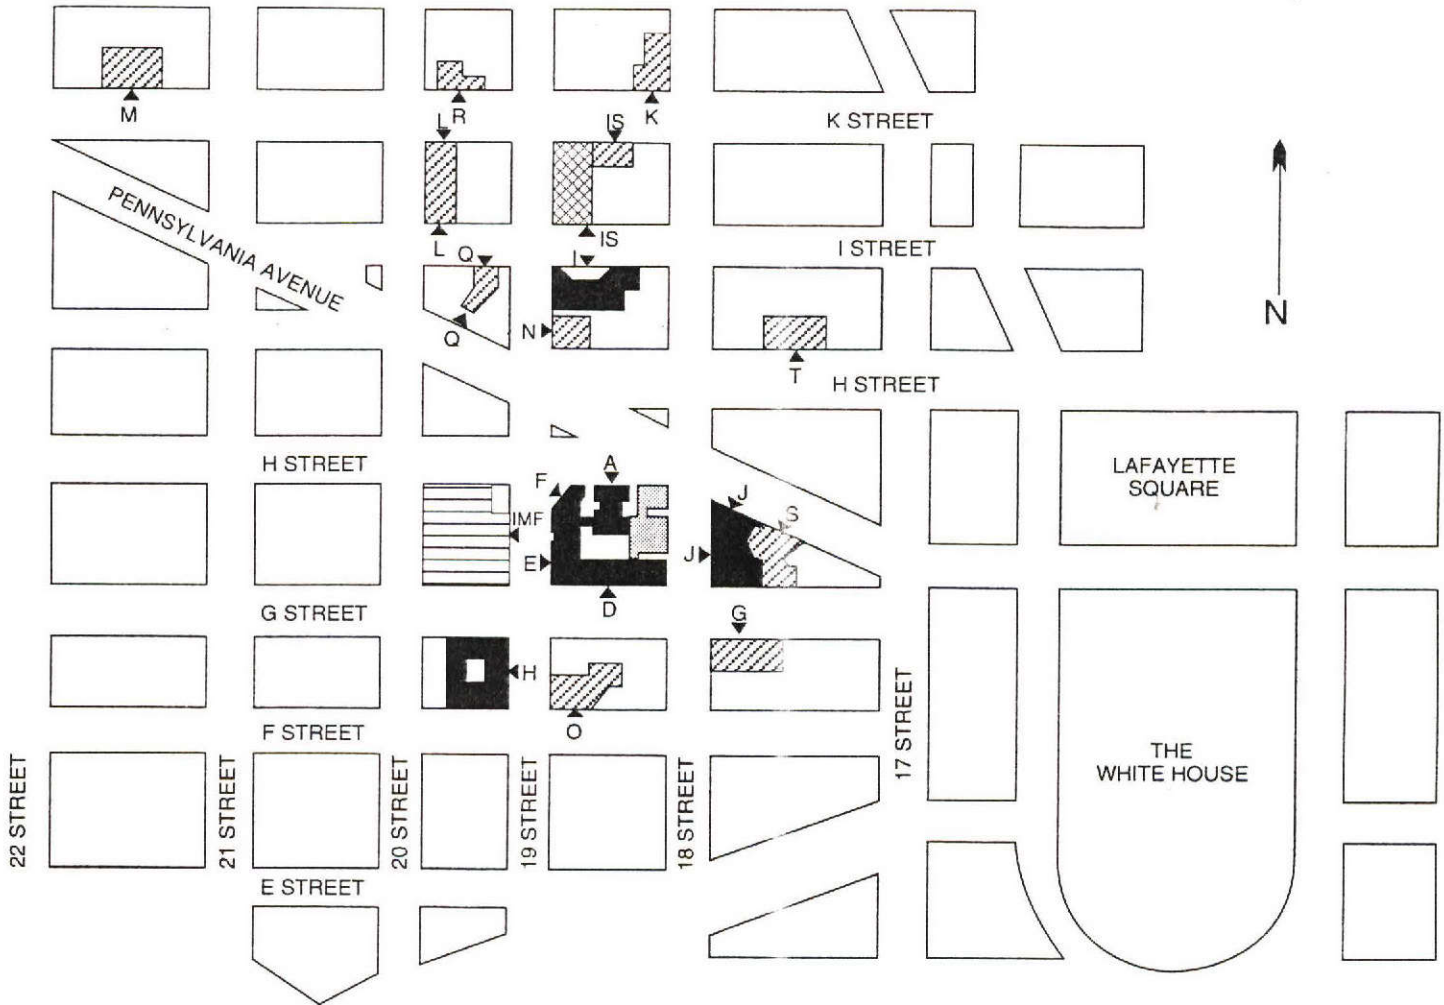 M
R
K
K STREET
L
IS
PENNSYLVANIA AVENUE
L
Q
IS
I
I STREET
N
Q
N
T
H STREET
H STREET
LAFAYETTE
SQUARE
F
A
J
S
IMF
E
J
D
G STREET
G
H
O
F STREET
17 STREET
THE
WHITE HOUSE
22 STREET
21 STREET
20 STREET
19 STREET
18 STREET
E STREET